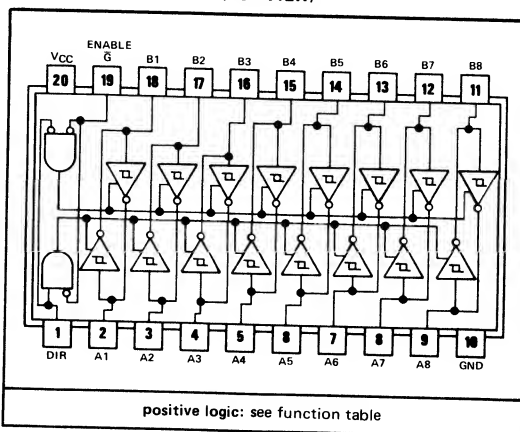 ENABLE
VCC G̅ B1 B2 B3 B4 B5 B6 B7 B8
20 19 18 17 16 15 14 13 12 11
1 2 3 4 5 8 7 8 9 10
DIR A1 A2 A3 A4 A5 A6 A7 A8 GND
positive logic: see function table